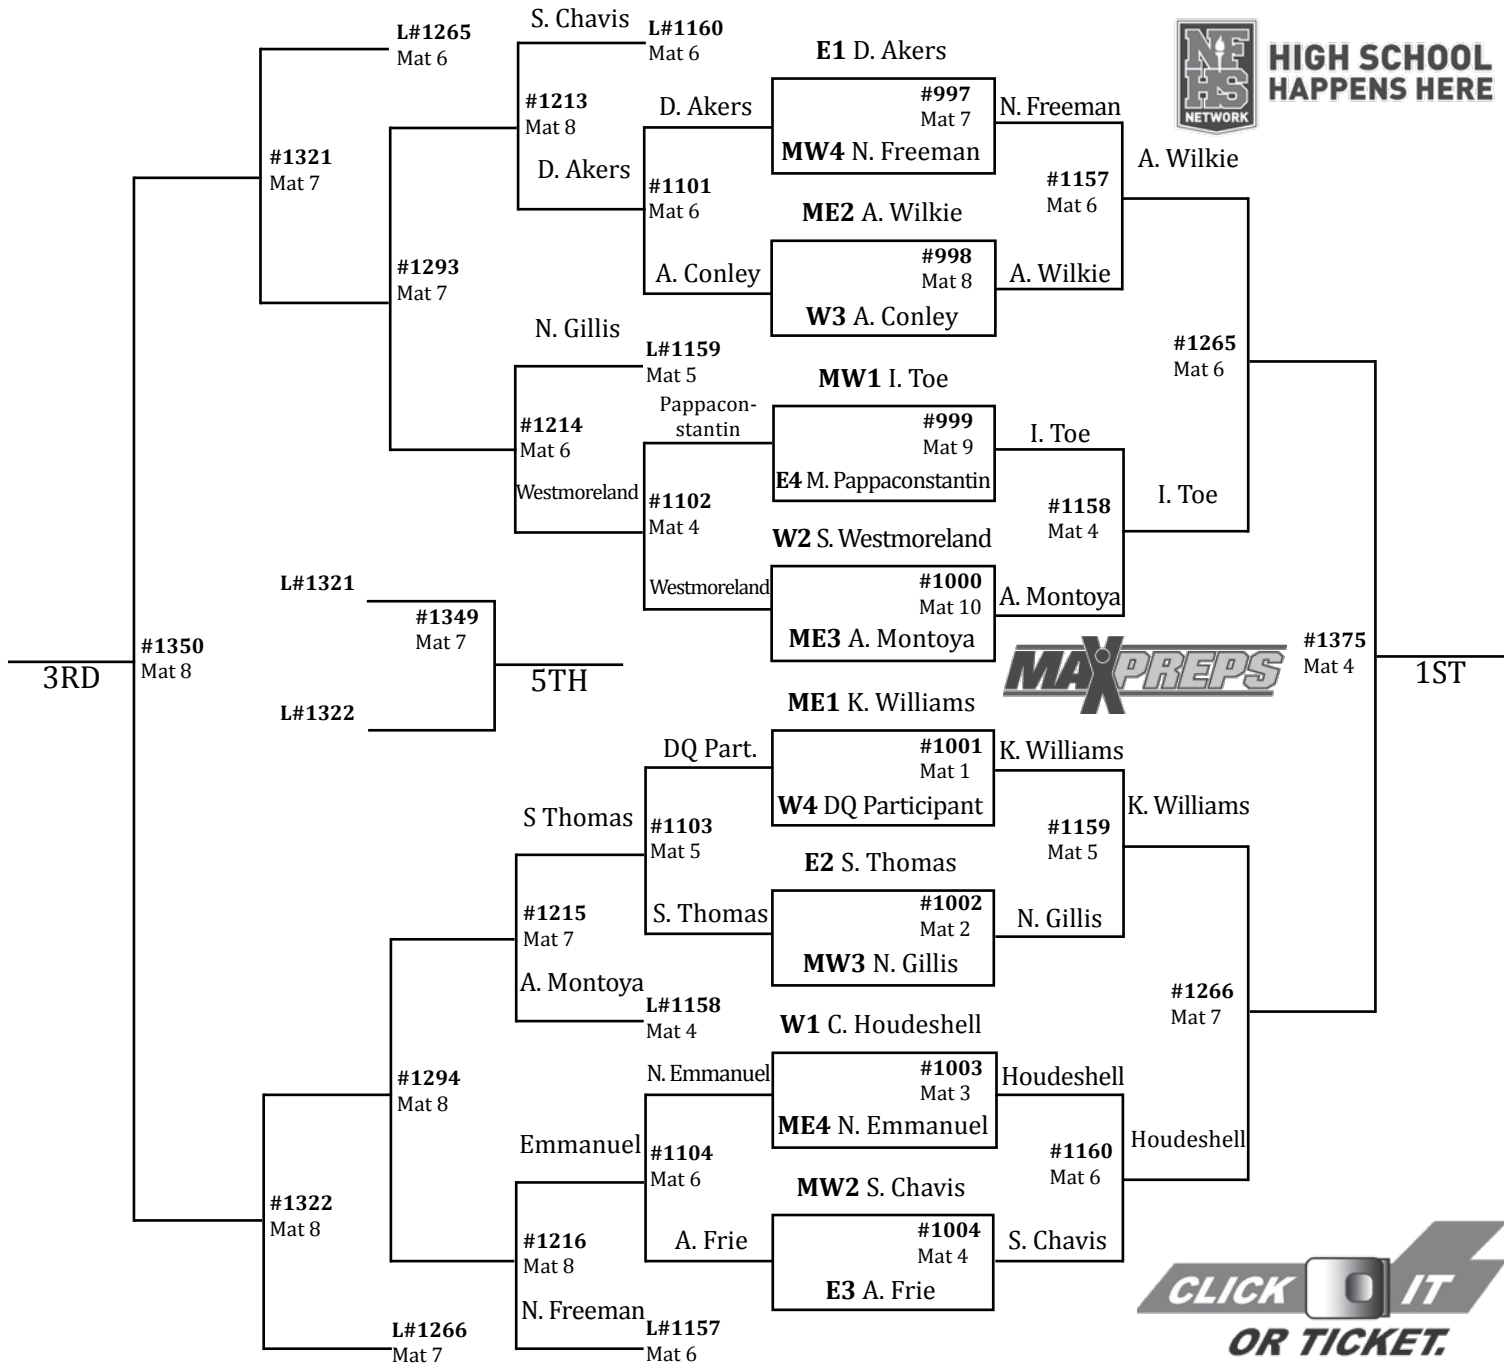 L#1265
Mat 6
S. Chavis
L#1160
Mat 6
#1213
Mat 8
D. Akers
#1321
Mat 7
#1293
Mat 7
N. Gillis
L#1159
Mat 5
#1214
Mat 6
Westmoreland
D. Akers
#1101
Mat 6
A. Conley
Pappacon-
stantin
#1102
Mat 4
Westmoreland
E1 D. Akers
#997
Mat 7
MW4 N. Freeman
ME2 A. Wilkie
#998
Mat 8
W3 A. Conley
MW1 I. Toe
#999
Mat 9
E4 M. Pappaconstantin
W2 S. Westmoreland
#1000
Mat 10
ME3 A. Montoya
N. Freeman
#1157
Mat 6
A. Wilkie
A. Wilkie
I. Toe
#1158
Mat 4
A. Montoya
#1265
Mat 6
I. Toe
NFHS
NETWORK
HIGH SCHOOL
HAPPENS HERE
L#1321
#1349
Mat 7
L#1322
5TH
#1350
Mat 8
3RD
MAXPREPS
#1375
Mat 4
1ST
ME1 K. Williams
#1001
Mat 1
W4 DQ Participant
E2 S. Thomas
#1002
Mat 2
MW3 N. Gillis
W1 C. Houdeshell
#1003
Mat 3
ME4 N. Emmanuel
MW2 S. Chavis
#1004
Mat 4
E3 A. Frie
DQ Part.
#1103
Mat 5
S. Thomas
S Thomas
#1215
Mat 7
A. Montoya
L#1158
Mat 4
#1294
Mat 8
N. Emmanuel
#1104
Mat 6
A. Frie
Emmanuel
#1216
Mat 8
N. Freeman
L#1157
Mat 6
#1322
Mat 8
L#1266
Mat 7
K. Williams
#1159
Mat 5
N. Gillis
K. Williams
#1266
Mat 7
Houdeshell
#1160
Mat 6
S. Chavis
Houdeshell
CLICK IT
OR TICKET.